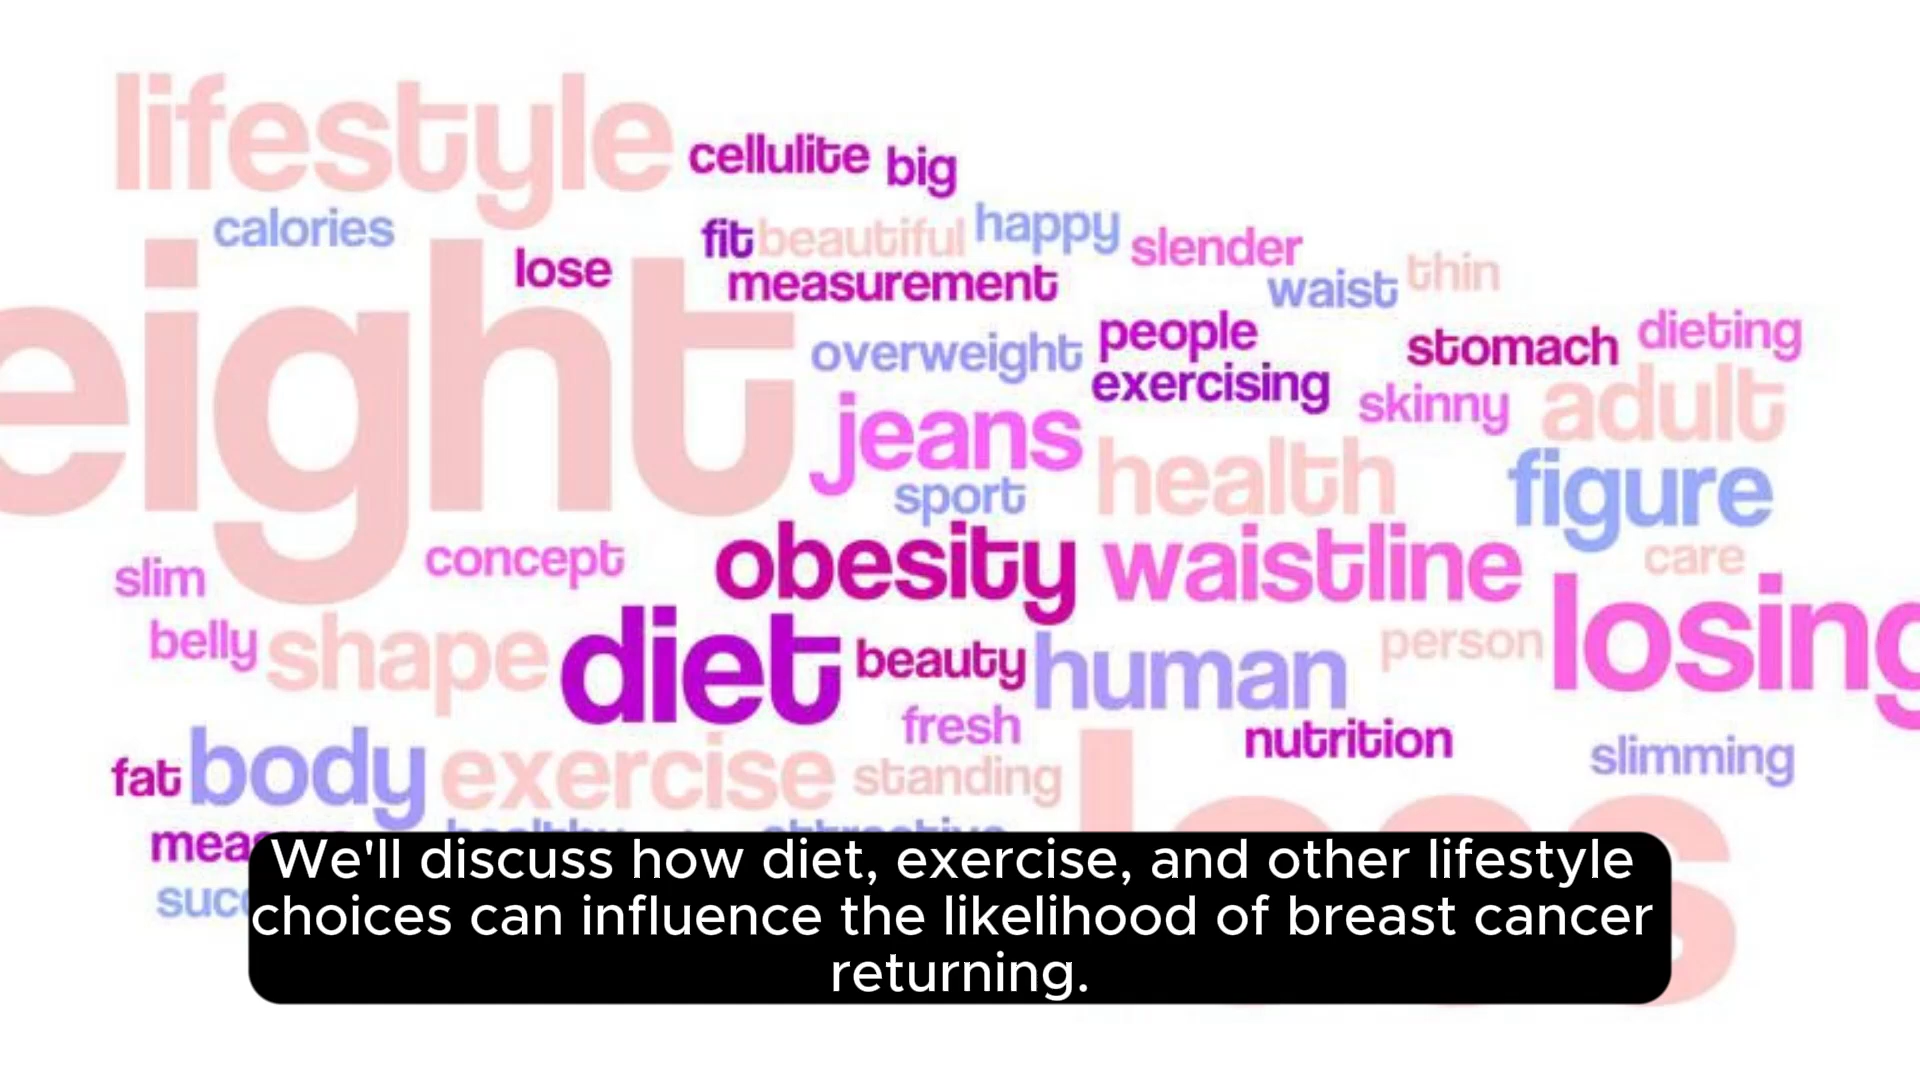 lifestyle
cellulite big
calories
fit beautiful happy slender
lose
measurement
waist thin
eight
overweight people
stomach dieting
exercising
skinny adult
jeans
health
figure
sport
slim
concept
obesity waistline
care
losing
belly shape diet beauty human person
fresh
nutrition
slimming
fat body exercise standing
We'll discuss how diet, exercise, and other lifestyle
choices can influence the likelihood of breast cancer
returning.